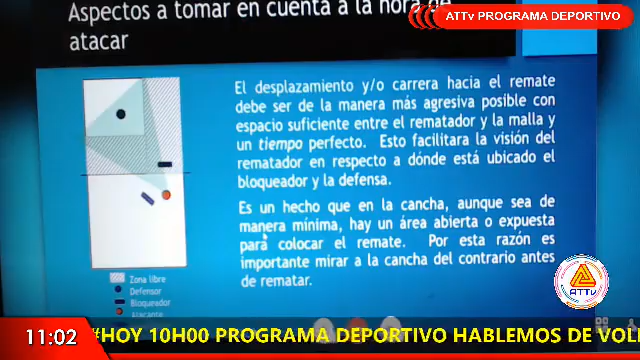 Aspectos a tomar en cuenta a la hora de
atacar
ATTv PROGRAMA DEPORTIVO
El desplazamiento y/o carrera hacia el remate
debe ser de la manera más agresiva posible con
espacio suficiente entre el rematador y la malla y
un tiempo perfecto. Esto facilitara la visión del
rematador en respecto a dónde está ubicado el
bloqueador y la defensa.
Es un hecho que en la cancha, aunque sea de
manera mínima, hay un área abierta o expuesta
para colocar el remate. Por esta razón es
importante mirar a la cancha del contrario antes
de rematar.
Zona libre
Defensor
Bloqueador
Atacante
ATTv
11:02
#HOY 10H00 PROGRAMA DEPORTIVO HABLEMOS DE VOL